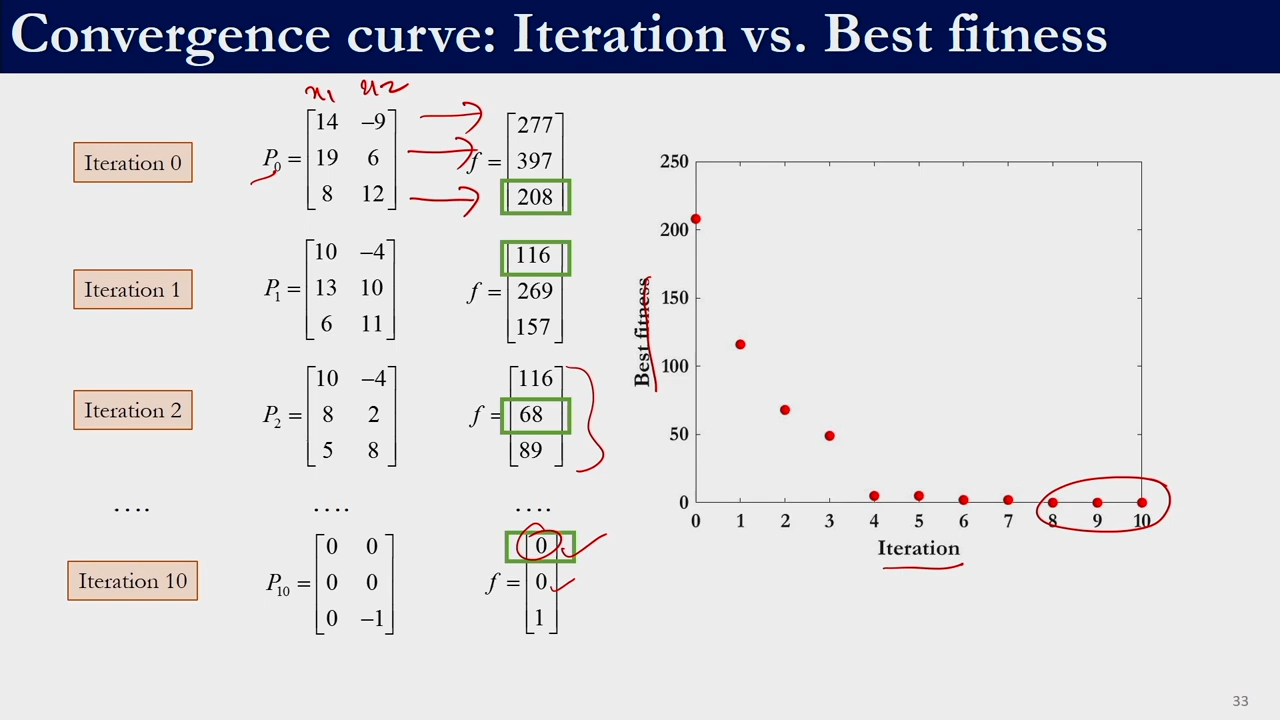 Convergence curve: Iteration vs. Best fitness
x1 x2
Iteration 0
P0 = [14 −9
19 6
8 12]
f = [277
397
208]
Iteration 1
P1 = [10 −4
13 10
6 11]
f = [116
269
157]
Iteration 2
P2 = [10 −4
8 2
5 8]
f = [116
68
89]
.... .... ....
Iteration 10
P10 = [0 0
0 0
0 −1]
f = [0
0
1]
250
200
150
100
50
0
Best fitness
0 1 2 3 4 5 6 7 8 9 10
Iteration
33